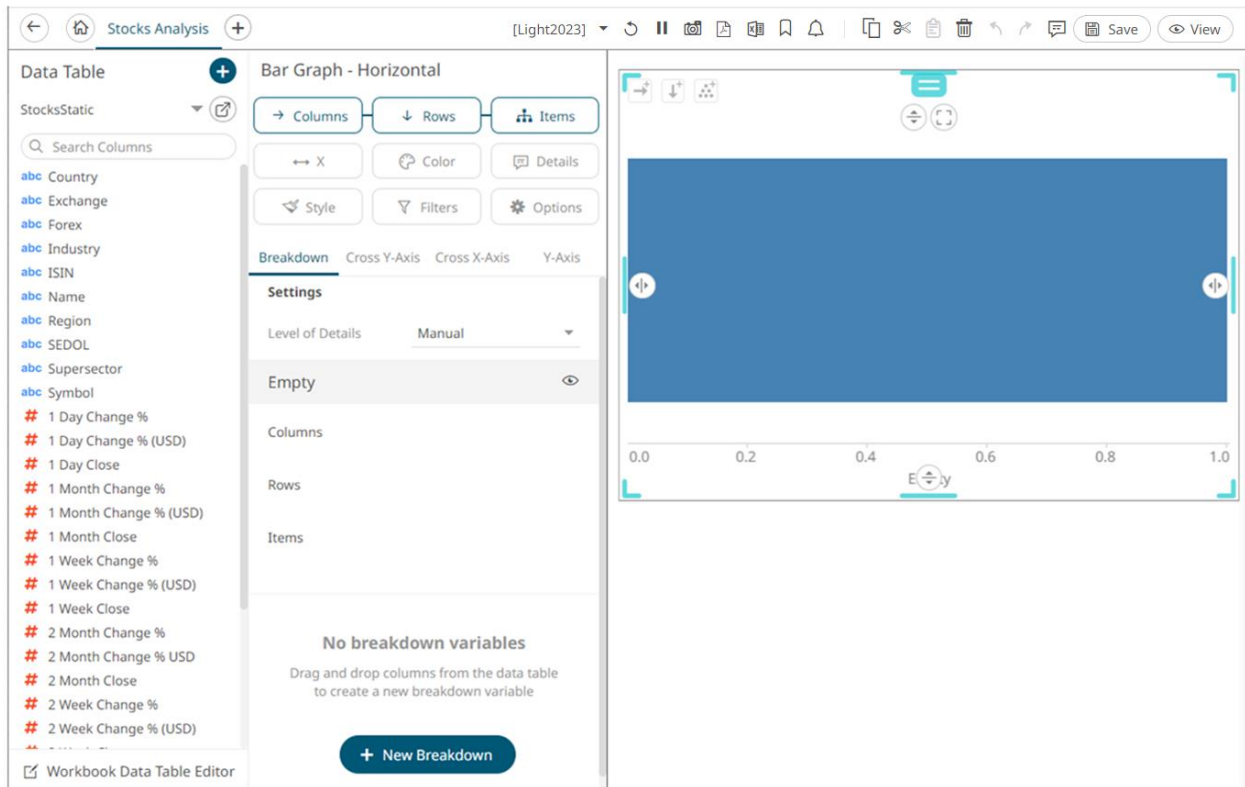 Stocks Analysis
[Light2023]
Save
View
Data Table
StocksStatic
Search Columns
abc Country
abc Exchange
abc Forex
abc Industry
abc ISIN
abc Name
abc Region
abc SEDOL
abc Supersector
abc Symbol
# 1 Day Change %
# 1 Day Change % (USD)
# 1 Day Close
# 1 Month Change %
# 1 Month Change % (USD)
# 1 Month Close
# 1 Week Change %
# 1 Week Change % (USD)
# 1 Week Close
# 2 Month Change %
# 2 Month Change % USD
# 2 Month Close
# 2 Week Change %
# 2 Week Change % (USD)
Workbook Data Table Editor
Bar Graph - Horizontal
Columns
Rows
Items
X
Color
Details
Style
Filters
Options
Breakdown Cross Y-Axis Cross X-Axis Y-Axis
Settings
Level of Details Manual
Empty
Columns
Rows
Items
No breakdown variables
Drag and drop columns from the data table
to create a new breakdown variable
+ New Breakdown
0.0 0.2 0.4 0.6 0.8 1.0